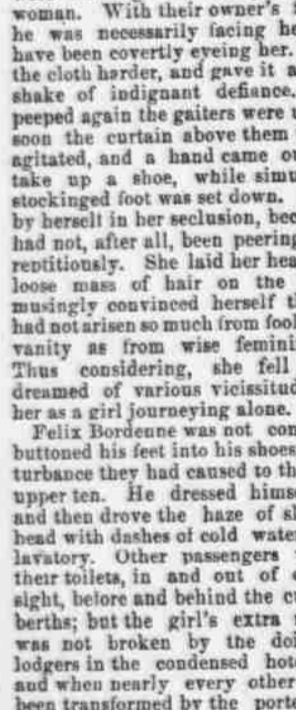 woman. With their owner's
he was necessarily facing he
have been covertly eyeing her.
the cloth harder, and gave it a
shake of indignant defiance.
peeped again the gaiters were
soon the curtain above them
agitated, and a hand came ou
take up a shoe, while simu
stockinged foot was set down.
by herself in her seclusion, bec
had not, after all, been peering
reptitiously. She laid her hea
loose mass of hair on the
musingly convinced herself t
had not arisen so much from fool
vanity as from wise femini
Thus considering, she fell
dreamed of various vicissitud
her as a girl journeying alone.
Felix Bordenne was not con
buttoned his feet into his shoes
turbance they had caused to th
upper ten. He dressed himse
and then drove the haze of sl
head with dashes of cold water
lavatory. Other passengers
their toilets, in and out of
sight, before and behind the c
berths; but the girl's extra
was not broken by the doi
lodgers in the condensed hot
and when nearly every other
been transformed by the porte